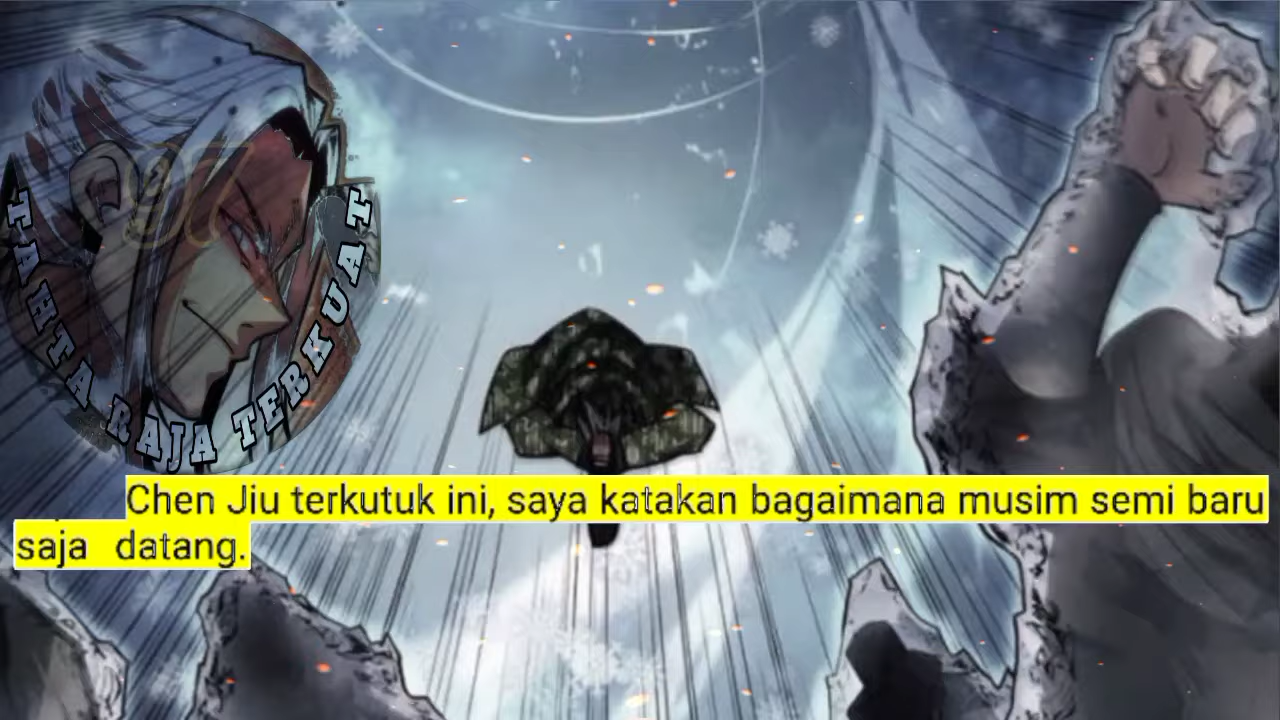 TAHTA RAJA TERKUAT
Chen Jiu terkutuk ini, saya katakan bagaimana musim semi baru
saja datang.